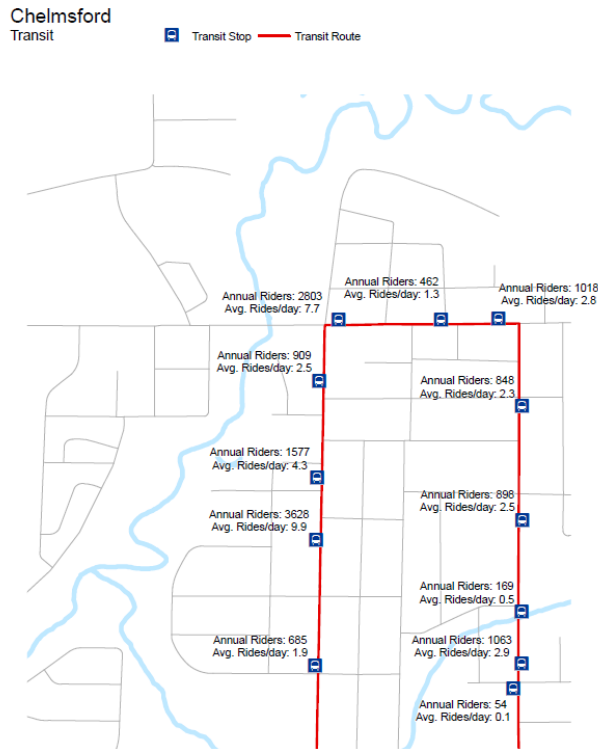 Chelmsford
Transit
Transit Stop
Transit Route
Annual Riders: 462
Avg. Rides/day: 1.3
Annual Riders: 1018
Avg. Rides/day: 2.8
Annual Riders: 2803
Avg. Rides/day: 7.7
Annual Riders: 909
Avg. Rides/day: 2.5
Annual Riders: 848
Avg. Rides/day: 2.3
Annual Riders: 1577
Avg. Rides/day: 4.3
Annual Riders: 898
Avg. Rides/day: 2.5
Annual Riders: 3628
Avg. Rides/day: 9.9
Annual Riders: 169
Avg. Rides/day: 0.5
Annual Riders: 685
Avg. Rides/day: 1.9
Annual Riders: 1063
Avg. Rides/day: 2.9
Annual Riders: 54
Avg. Rides/day: 0.1